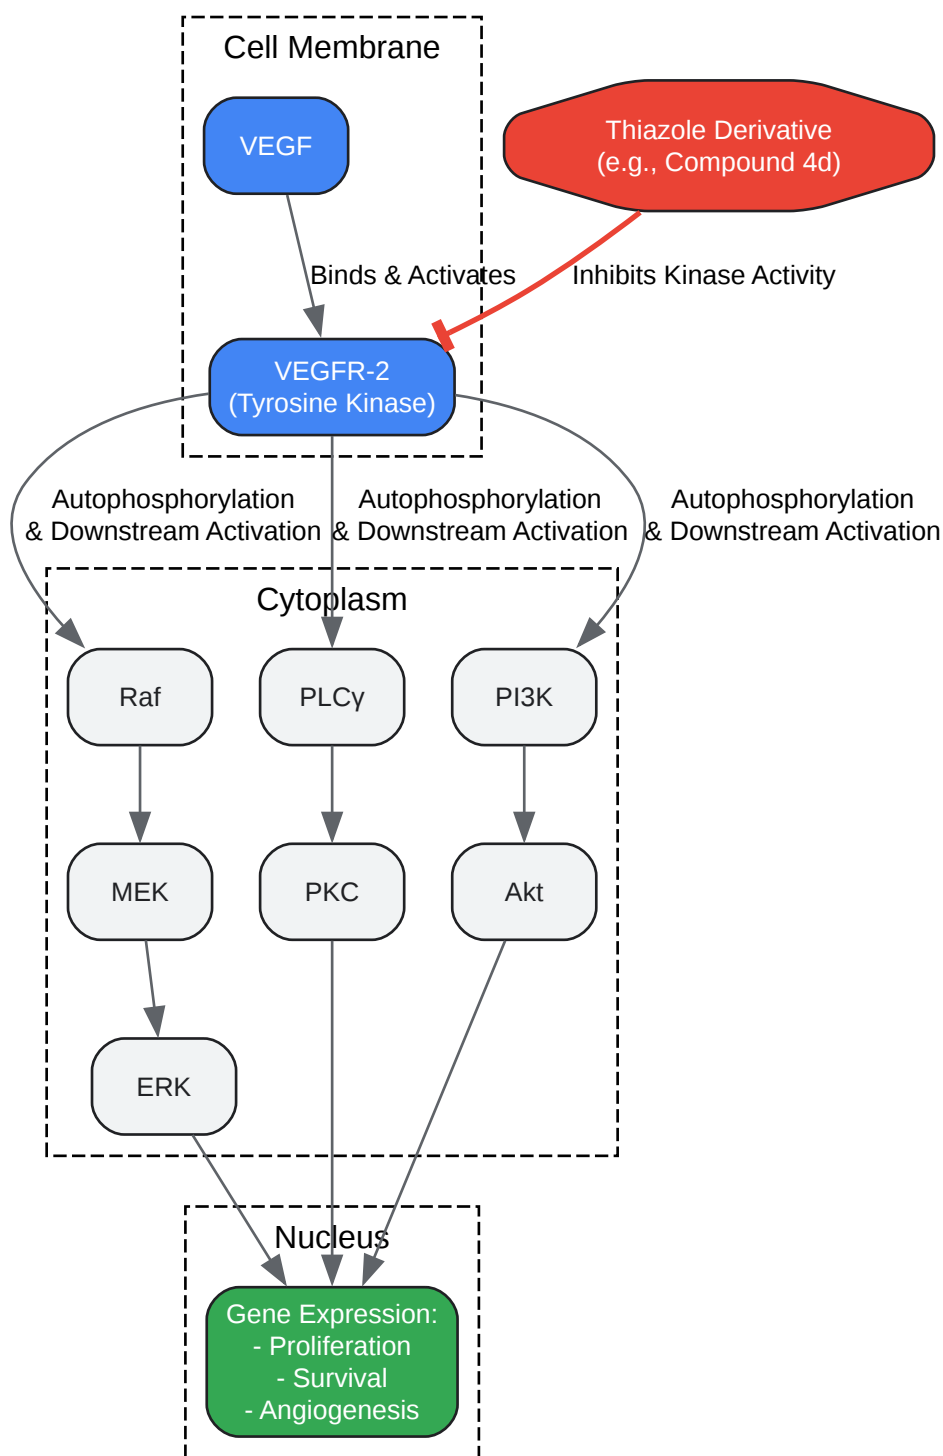 Cell Membrane
VEGF
Thiazole Derivative
(e.g., Compound 4d)
Binds & Activates
Inhibits Kinase Activity
VEGFR-2
(Tyrosine Kinase)
Autophosphorylation
& Downstream Activation
Autophosphorylation
& Downstream Activation
Autophosphorylation
& Downstream Activation
Cytoplasm
Raf
PLCγ
PI3K
MEK
PKC
Akt
ERK
Nucleus
Gene Expression:
- Proliferation
- Survival
- Angiogenesis